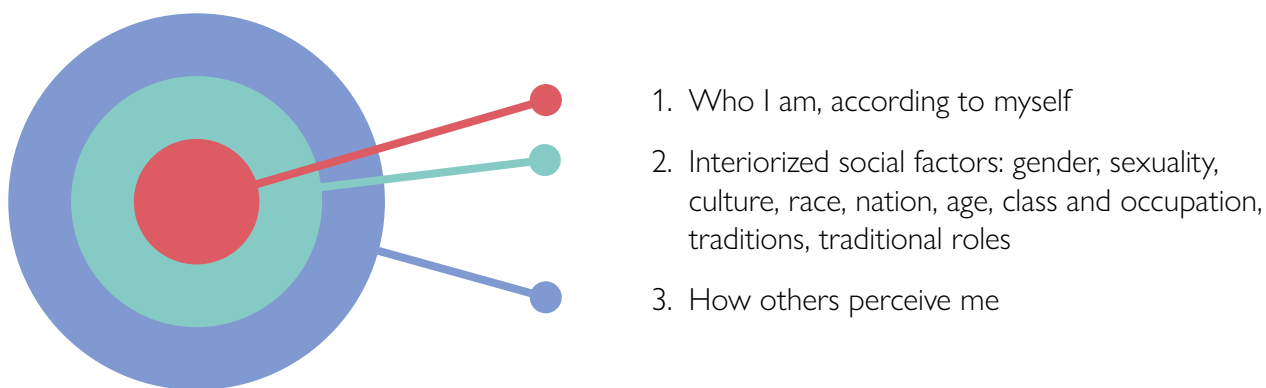 1. Who I am, according to myself
2. Interiorized social factors: gender, sexuality,
culture, race, nation, age, class and occupation,
traditions, traditional roles
3. How others perceive me